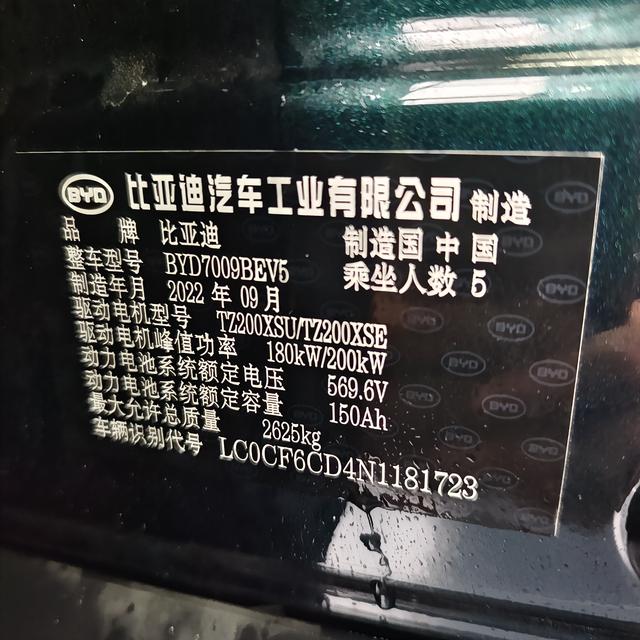 BYD 比亚迪汽车工业有限公司 制造
品 牌 比亚迪 制造国 中国
整车型号 BYD7009BEV5 乘坐人数 5
制造年月 2022 年 09 月
驱动电机型号 TZ200XSU/TZ200XSE
驱动电机峰值功率 180kW/200kW
动力电池系统额定电压 569.6V
动力电池系统额定容量 150Ah
最大允许总质量 2625kg
车辆识别代号 LC0CF6CD4N1181723